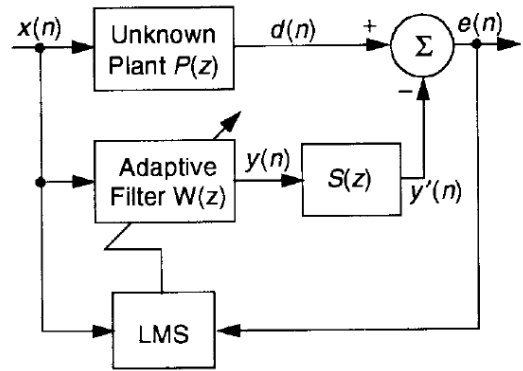 x(n)
Unknown
Plant P(z)
d(n)
+
Σ
e(n)
−
Adaptive
Filter W(z)
y(n)
S(z)
y'(n)
LMS